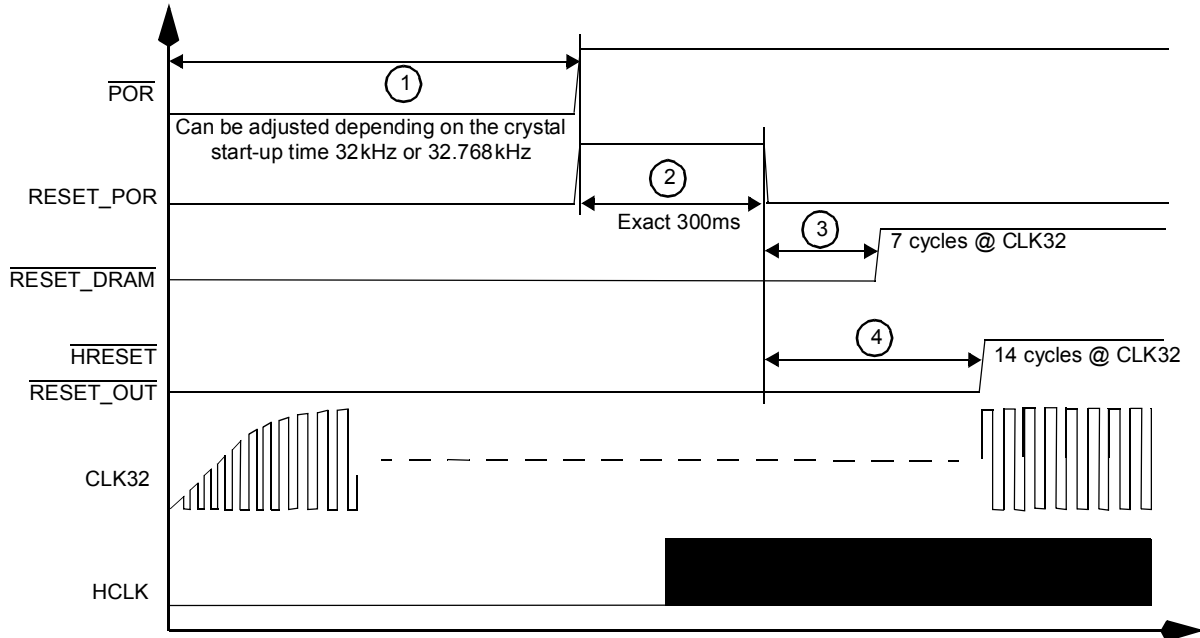 1
POR
Can be adjusted depending on the crystal
start-up time 32kHz or 32.768kHz
2
RESET_POR
Exact 300ms
3
7 cycles @ CLK32
RESET_DRAM
4
HRESET
14 cycles @ CLK32
RESET_OUT
CLK32
HCLK